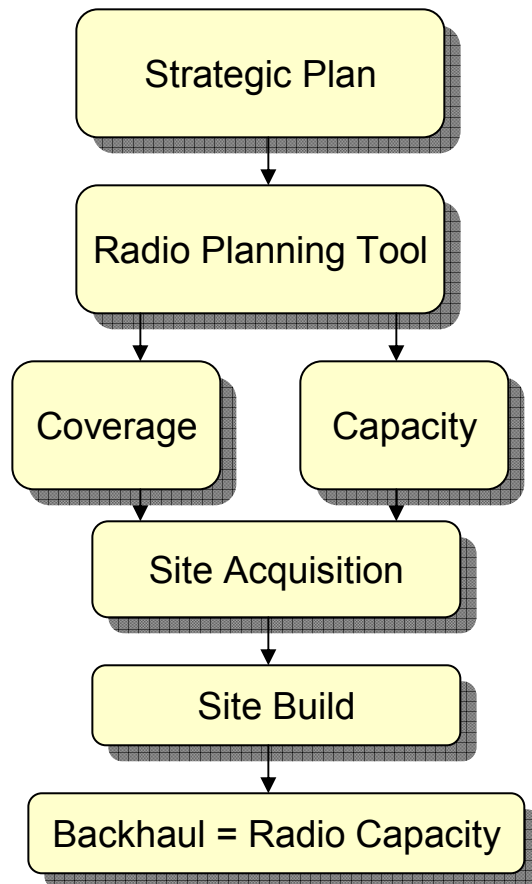 Strategic Plan
Radio Planning Tool
Coverage
Capacity
Site Acquisition
Site Build
Backhaul = Radio Capacity